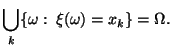 ⋃_k {ω : ξ(ω) = x_k} = Ω.